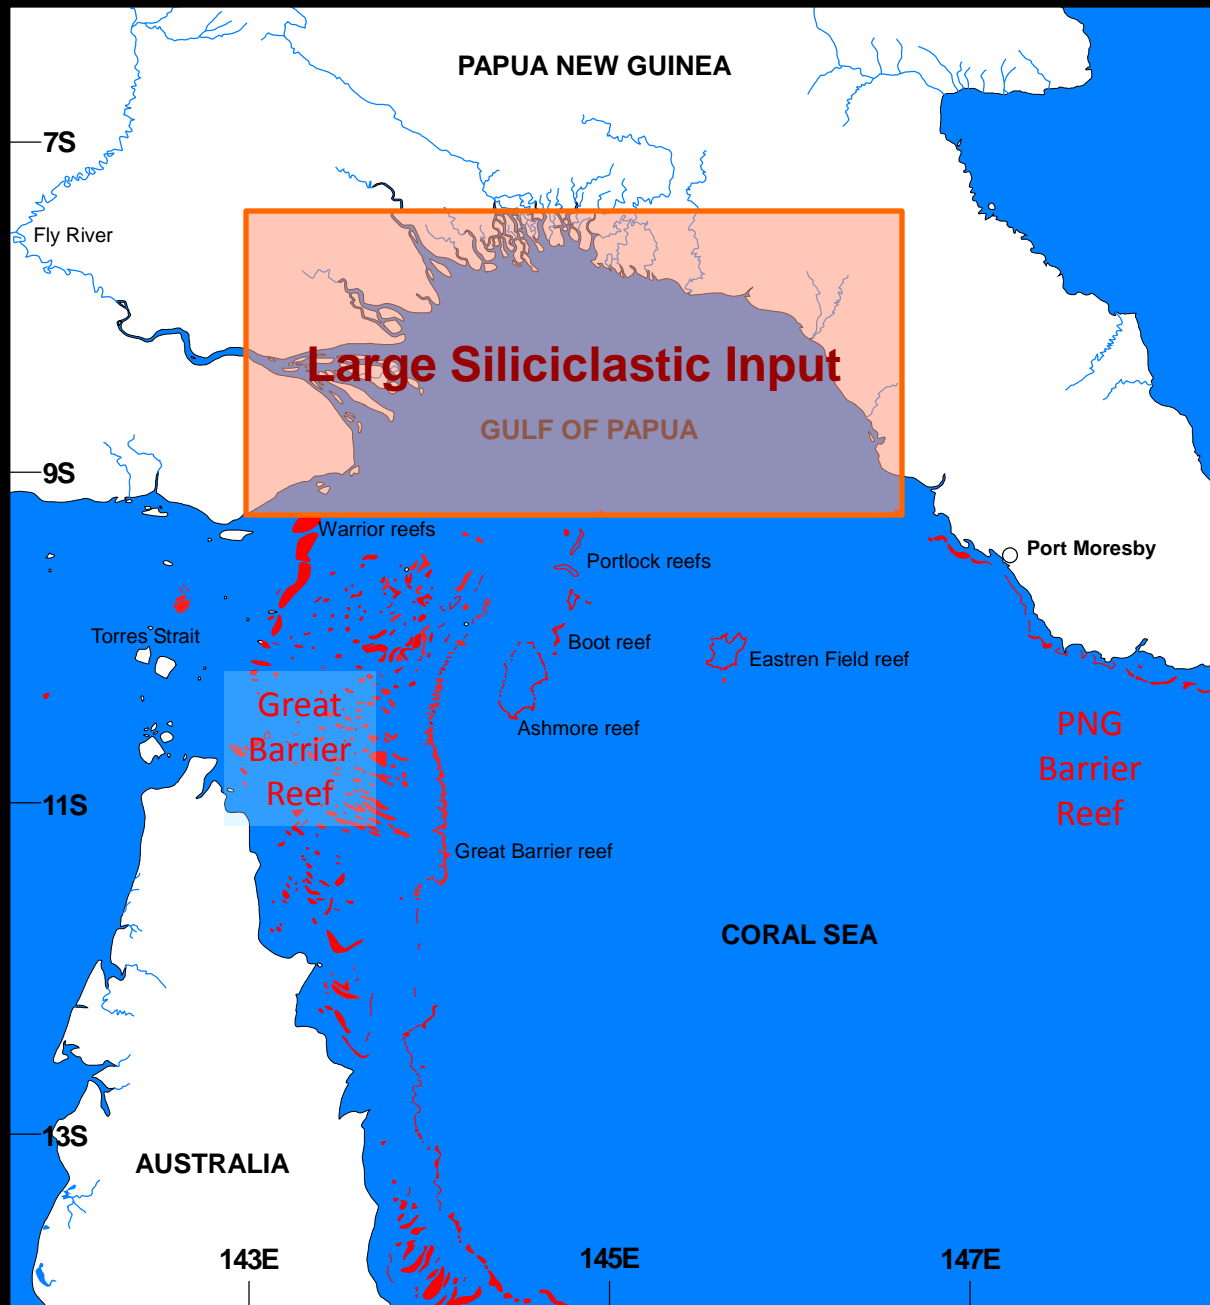 PAPUA NEW GUINEA
7S
Fly River
Large Siliciclastic Input
GULF OF PAPUA
9S
Warrior reefs
Portlock reefs
Port Moresby
Torres Strait
Boot reef
Eastren Field reef
Great
Barrier
Reef
Ashmore reef
PNG
Barrier
Reef
11S
Great Barrier reef
CORAL SEA
13S
AUSTRALIA
143E
145E
147E